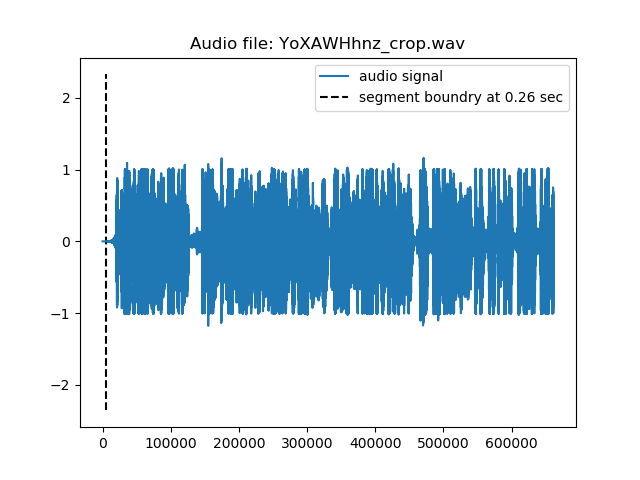 Audio file: YoXAWHhnz_crop.wav
audio signal
segment boundry at 0.26 sec
2
1
0
−1
−2
0 100000 200000 300000 400000 500000 600000